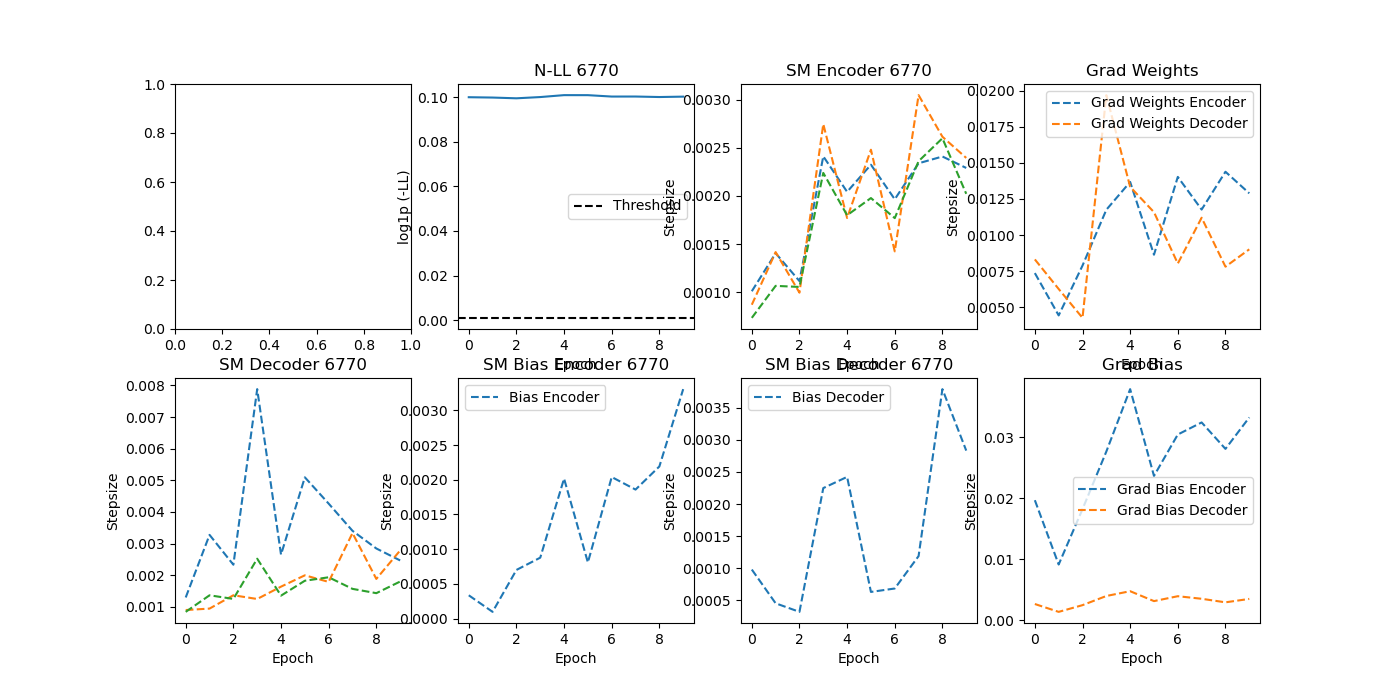 N-LL 6770
SM Encoder 6770
Grad Weights
1.0
0.8
0.6
0.4
0.2
0.0
0.0 0.2 0.4 0.6 0.8 1.0
log1p (-LL)
0.10
0.08
0.06
0.04
0.02
0.00
Threshold
0 2 4 6 8
Epoch
Stepsize
0.0030
0.0025
0.0020
0.0015
0.0010
0 2 4 6 8
Epoch
Stepsize
0.0200
0.0175
0.0150
0.0125
0.0100
0.0075
0.0050
Grad Weights Encoder
Grad Weights Decoder
0 2 4 6 8
Epoch
SM Decoder 6770
SM Bias Encoder 6770
SM Bias Decoder 6770
Grad Bias
Stepsize
0.008
0.007
0.006
0.005
0.004
0.003
0.002
0.001
0 2 4 6 8
Epoch
Stepsize
0.0030
0.0025
0.0020
0.0015
0.0010
0.0005
0.0000
Bias Encoder
0 2 4 6 8
Epoch
Stepsize
0.0035
0.0030
0.0025
0.0020
0.0015
0.0010
0.0005
Bias Decoder
0 2 4 6 8
Epoch
Stepsize
0.03
0.02
0.01
0.00
Grad Bias Encoder
Grad Bias Decoder
0 2 4 6 8
Epoch